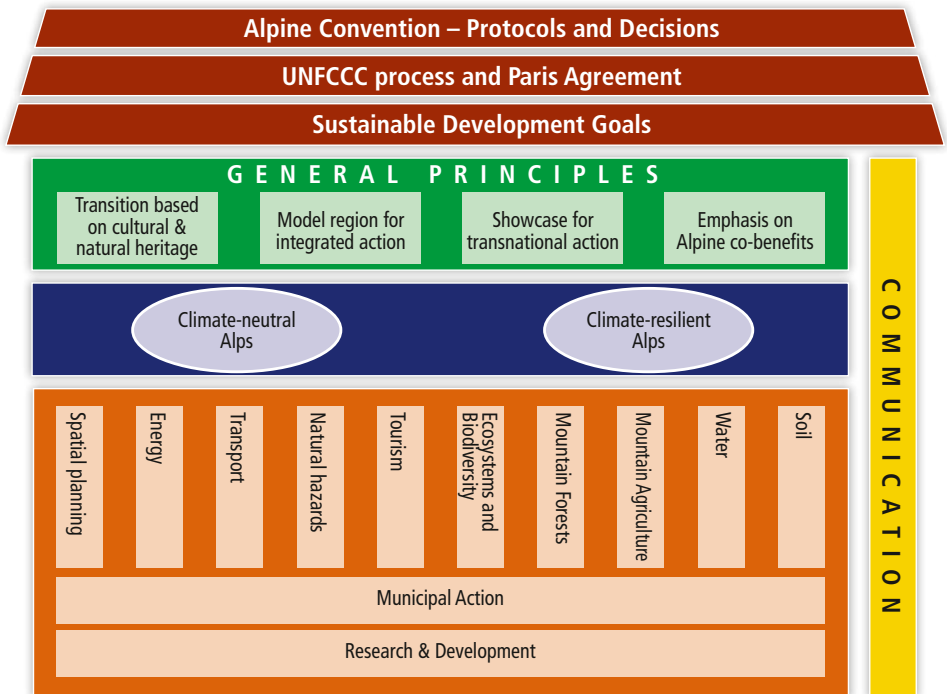 Alpine Convention – Protocols and Decisions
UNFCCC process and Paris Agreement
Sustainable Development Goals
GENERAL PRINCIPLES
Transition based
on cultural &
natural heritage
Model region for
integrated action
Showcase for
transnational action
Emphasis on
Alpine co-benefits
Climate-neutral
Alps
Climate-resilient
Alps
Spatial planning
Energy
Transport
Natural hazards
Tourism
Ecosystems and
Biodiversity
Mountain Forests
Mountain Agriculture
Water
Soil
Municipal Action
Research & Development
COMMUNICATION